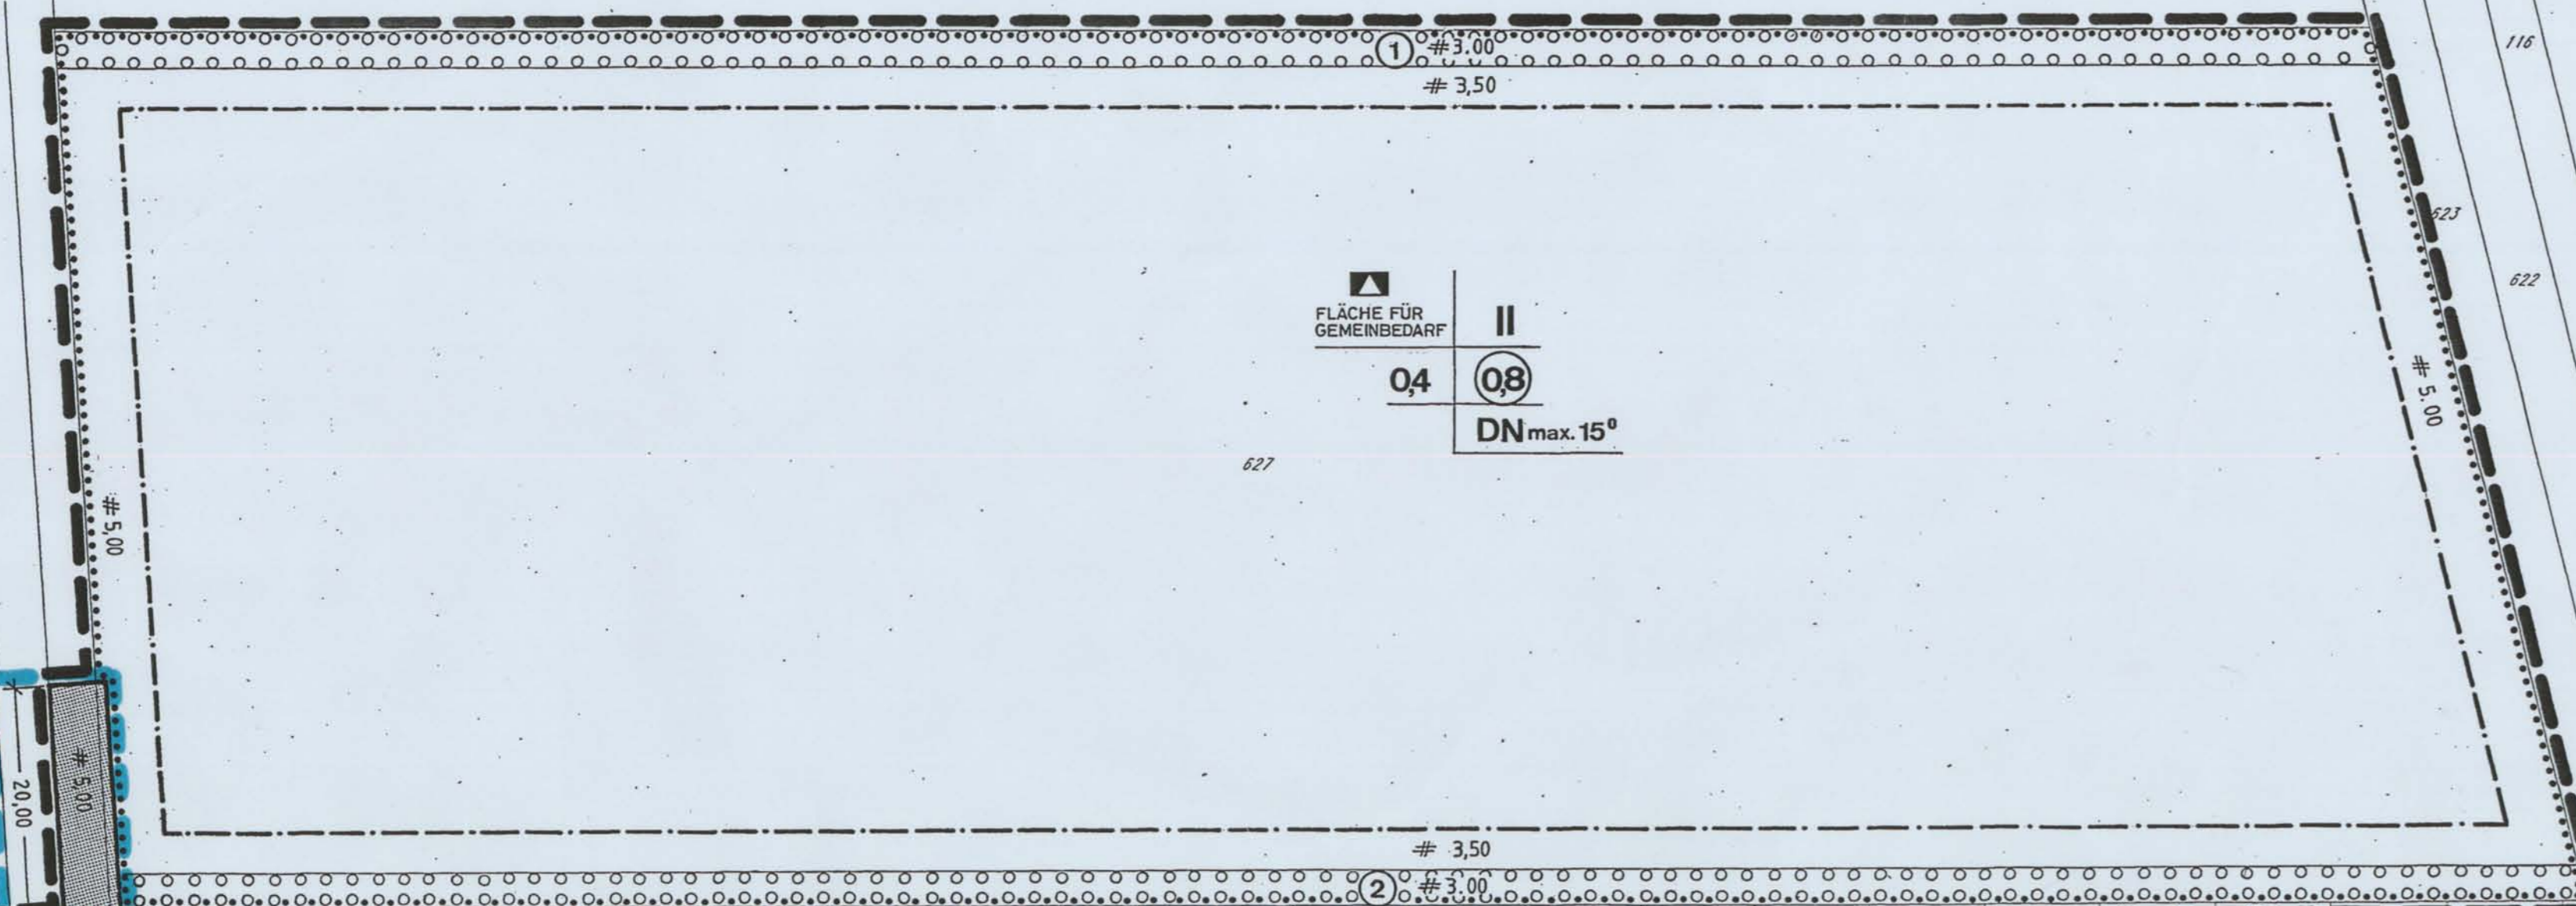 116
1 # 3.00
# 3,50
623
622
FLÄCHE FÜR
GEMEINBEDARF
II
0,4
0,8
DN max. 15⁰
# 5.00
627
# 5,00
# 5,00
20,00
# 3,50
2 # 3.00